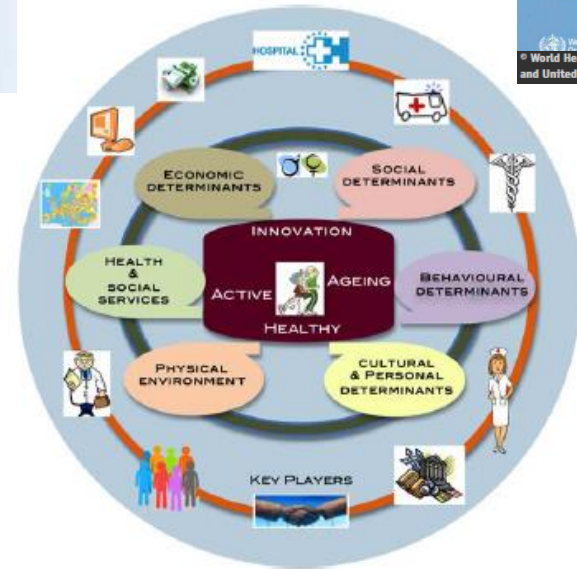 HOSPITAL
© World He
and United
ECONOMIC
DETERMINANTS
SOCIAL
DETERMINANTS
INNOVATION
HEALTH
&
SOCIAL
SERVICES
ACTIVE
AGEING
BEHAVIOURAL
DETERMINANTS
HEALTHY
PHYSICAL
ENVIRONMENT
CULTURAL
& PERSONAL
DETERMINANTS
KEY PLAYERS